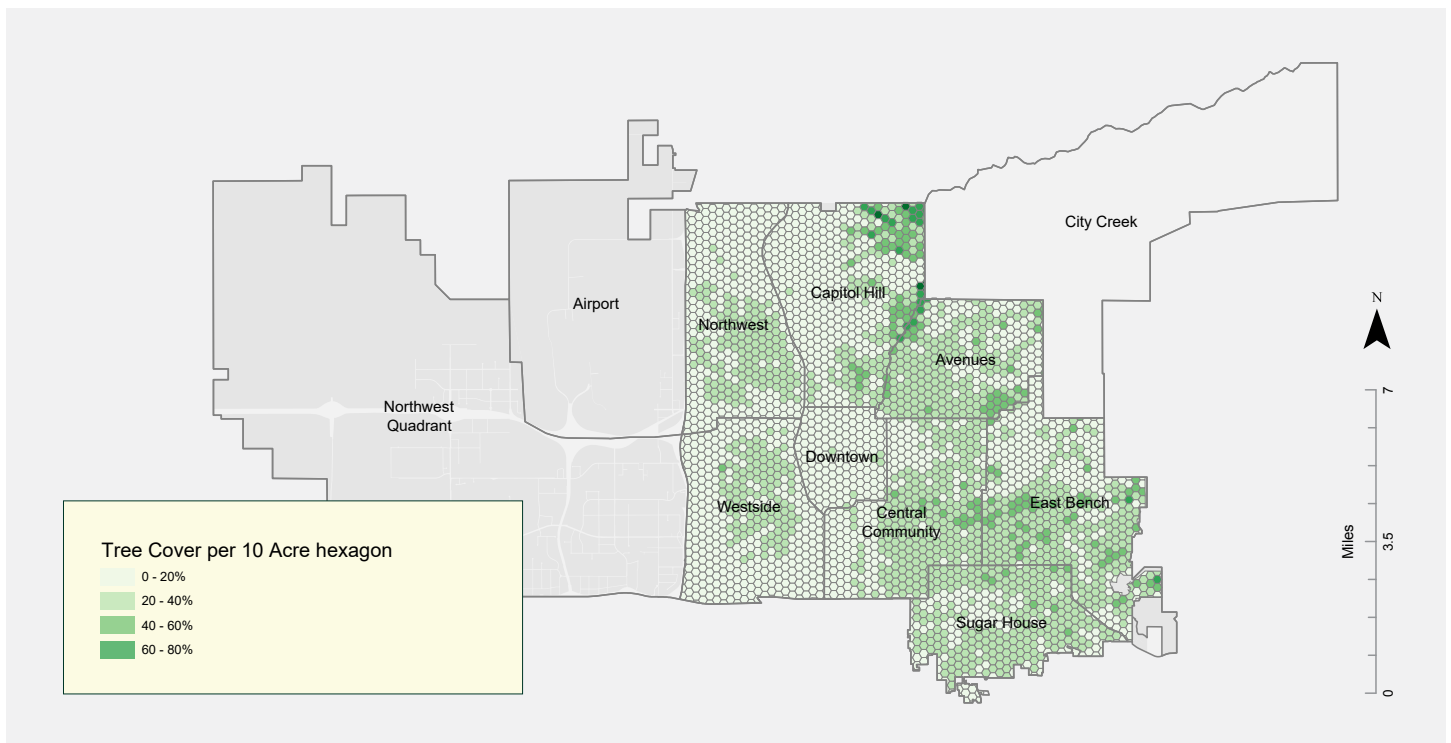 City Creek
Airport
Capitol Hill
Northwest
Avenues
Northwest
Quadrant
Downtown
Westside
Central
Community
East Bench
Sugar House
Tree Cover per 10 Acre hexagon
0 - 20%
20 - 40%
40 - 60%
60 - 80%
N
7
3.5
0
Miles